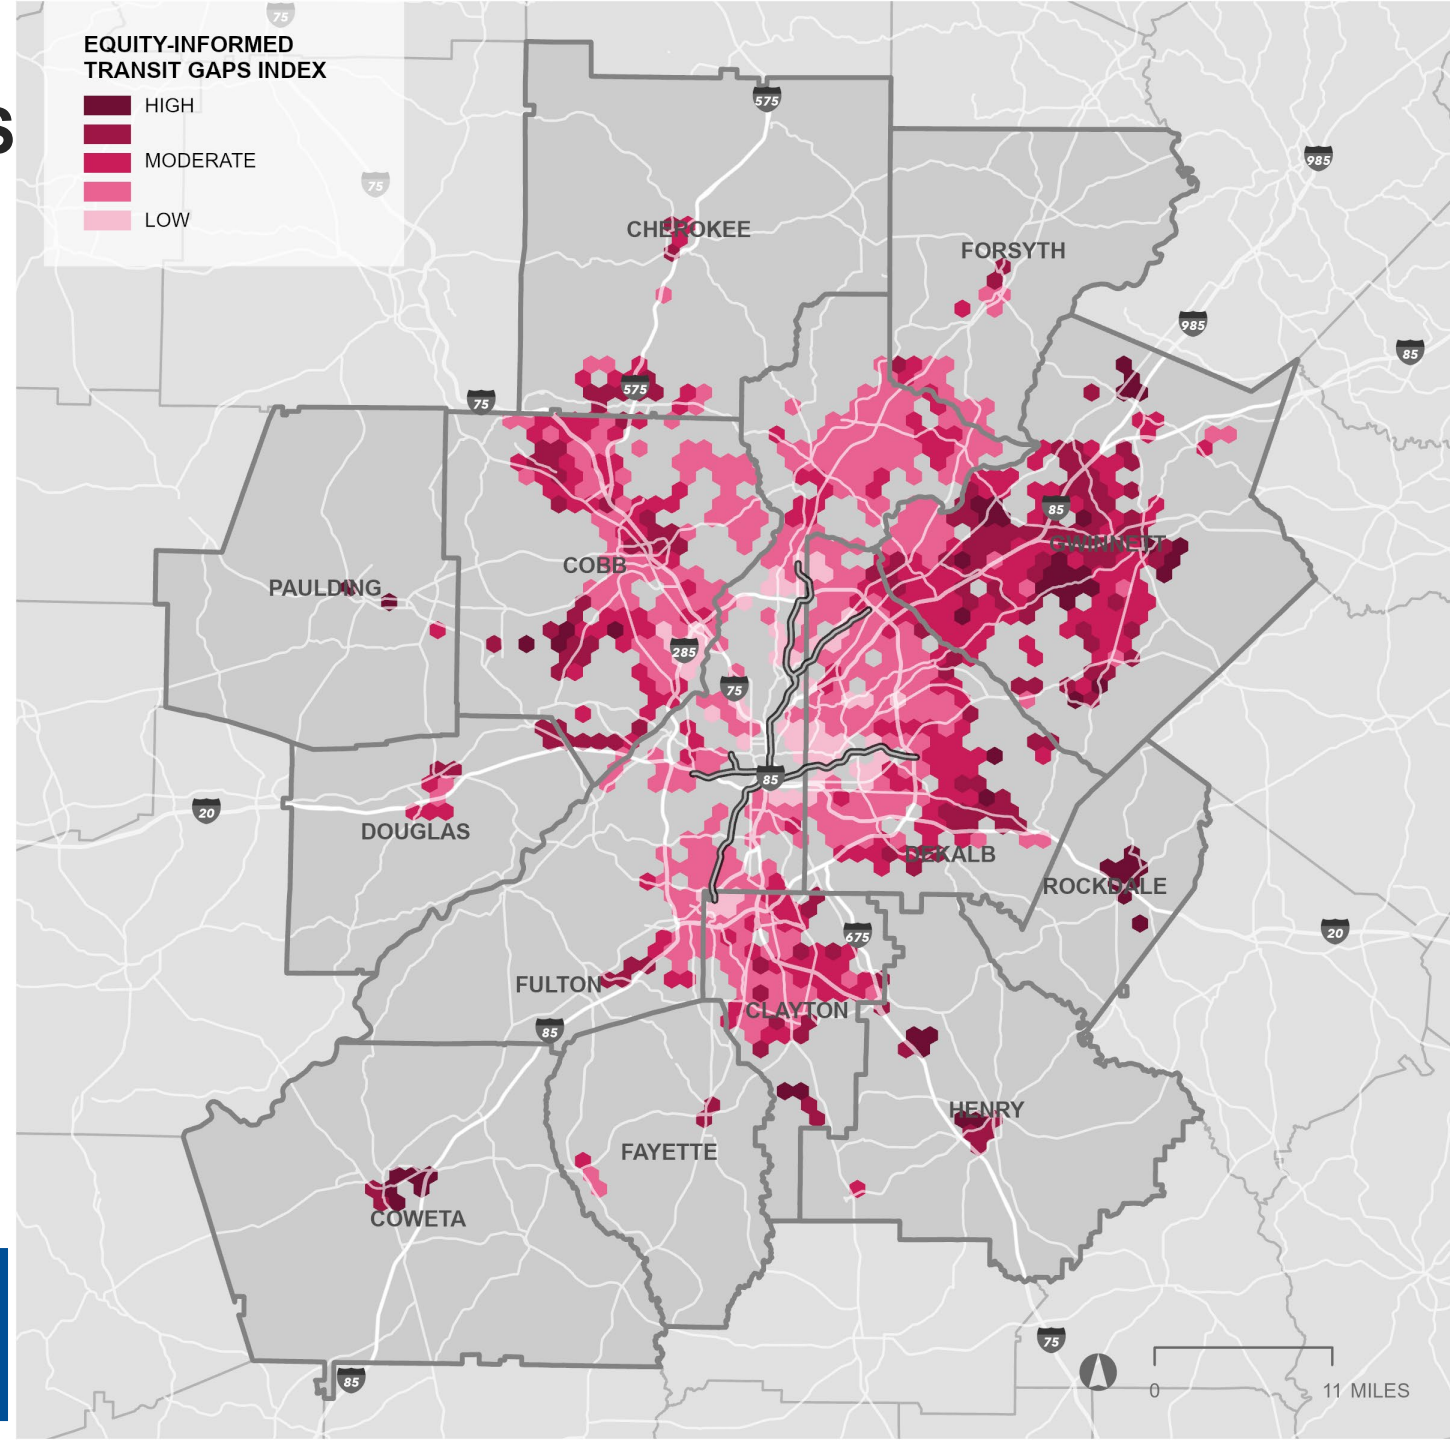 75
EQUITY-INFORMED
TRANSIT GAPS INDEX
HIGH
MODERATE
LOW
S
575
985
75
CHEROKEE
FORSYTH
985
85
575
75
85
GWINNETT
COBB
PAULDING
285
75
85
20
DOUGLAS
DEKALB
ROCKDALE
675
20
FULTON
CLAYTON
85
HENRY
FAYETTE
COWETA
75
85
0 11 MILES